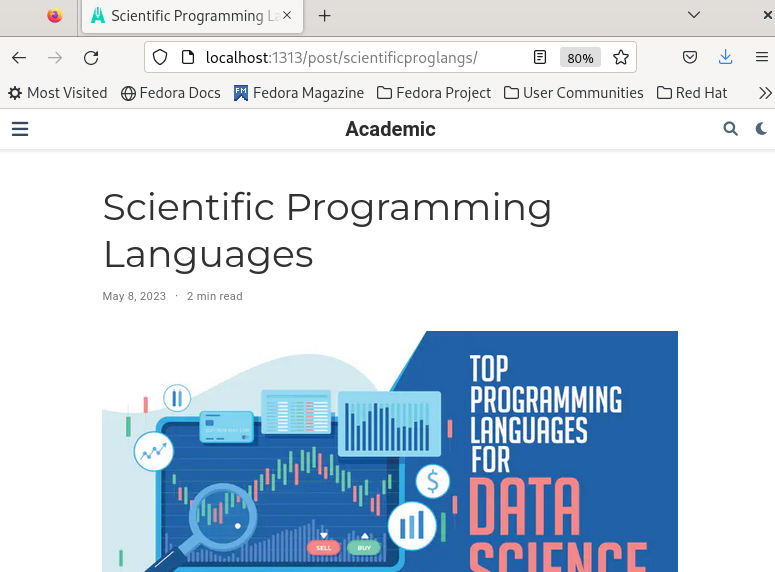 Scientific Programming La
localhost:1313/post/scientificproglangs/
80%
Most Visited
Fedora Docs
FM
Fedora Magazine
Fedora Project
User Communities
Red Hat
Academic
Scientific Programming
Languages
May 8, 2023 · 2 min read
TOP
PROGRAMMING
LANGUAGES
FOR
DATA
SCIENCE
$
SELL
BUY